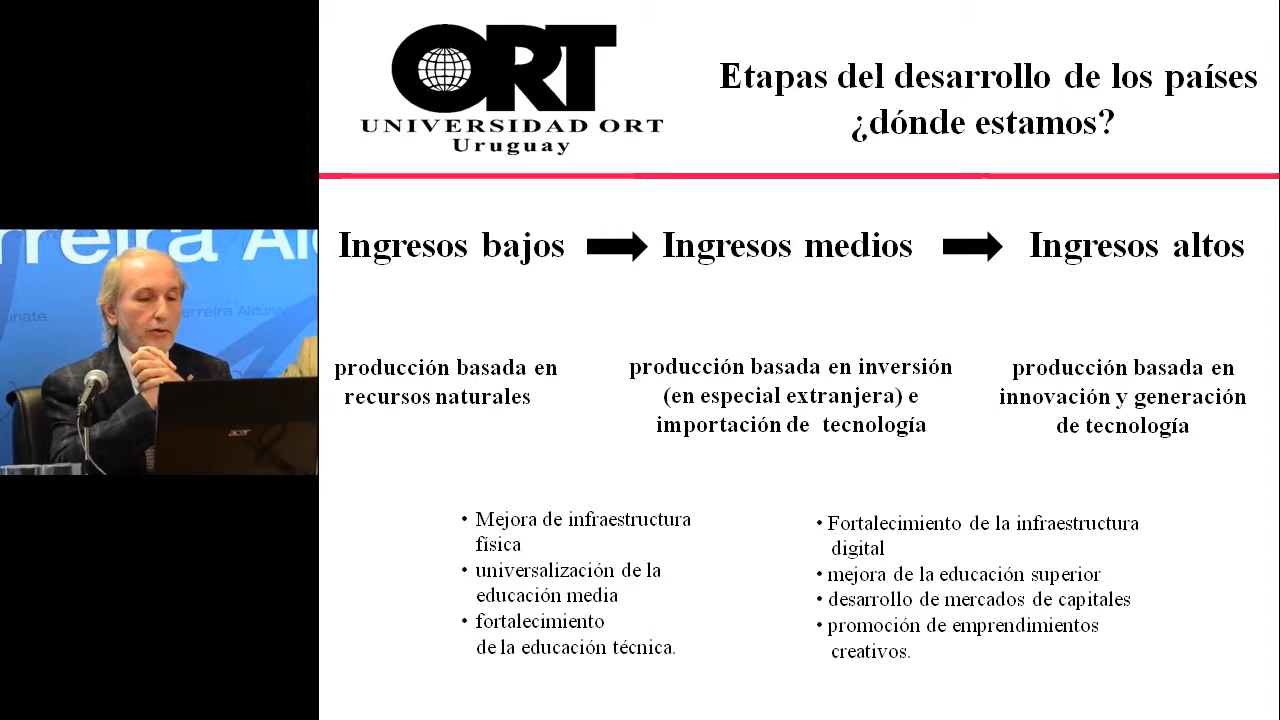 ORT
UNIVERSIDAD ORT
Uruguay
Etapas del desarrollo de los países
¿dónde estamos?
Ingresos bajos
Ingresos medios
Ingresos altos
producción basada en
recursos naturales
producción basada en inversión
(en especial extranjera) e
importación de tecnología
producción basada en
innovación y generación
de tecnología
• Mejora de infraestructura
física
• universalización de la
educación media
• fortalecimiento
de la educación técnica.
• Fortalecimiento de la infraestructura
digital
• mejora de la educación superior
• desarrollo de mercados de capitales
• promoción de emprendimientos
creativos.
acer